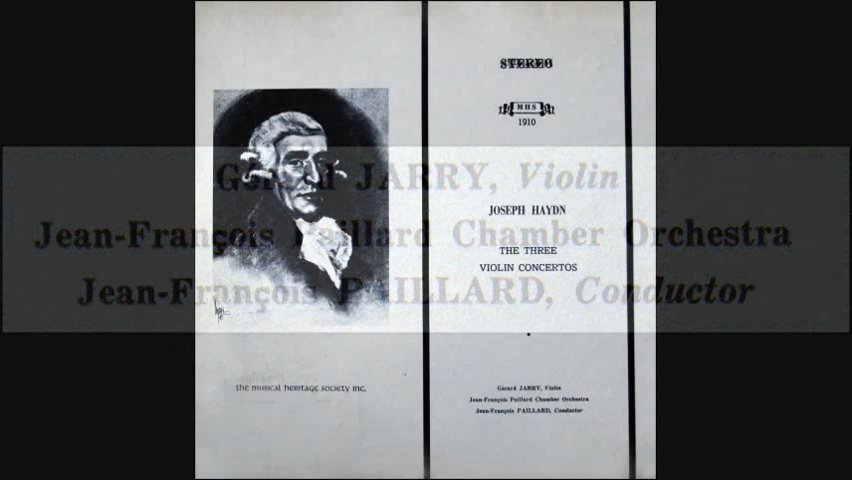 STEREO
MHS
1910
Gérard JARRY, Violin
JOSEPH HAYDN
Jean-François Paillard Chamber Orchestra
THE THREE
VIOLIN CONCERTOS
Jean-François PAILLARD, Conductor
the musical heritage society inc.
Gérard JARRY, Violin
Jean-François Paillard Chamber Orchestra
Jean-François PAILLARD, Conductor